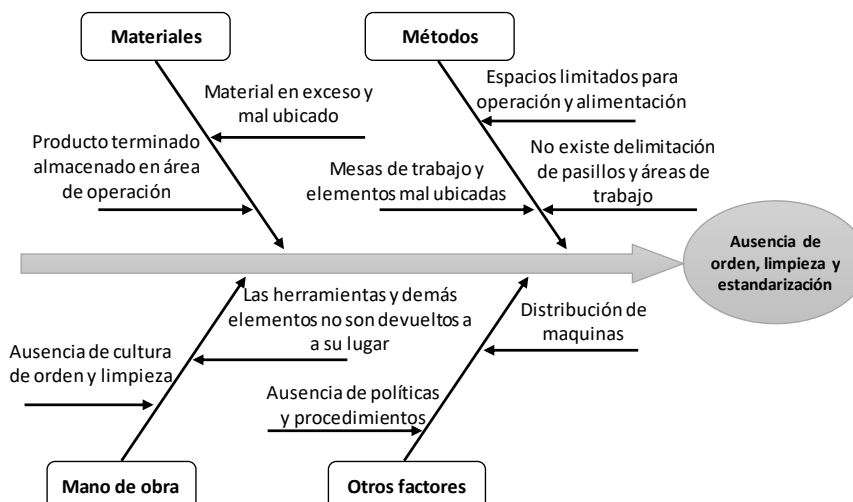 Materiales
Métodos
Material en exceso y
mal ubicado
Producto terminado
almacenado en área
de operación
Espacios limitados para
operación y alimentación
Mesas de trabajo y
elementos mal ubicadas
No existe delimitación
de pasillos y áreas de
trabajo
Ausencia de
orden, limpieza y
estandarización
Las herramientas y demás
elementos no son devueltos a
a su lugar
Ausencia de cultura
de orden y limpieza
Distribución de
maquinas
Ausencia de políticas
y procedimientos
Mano de obra
Otros factores